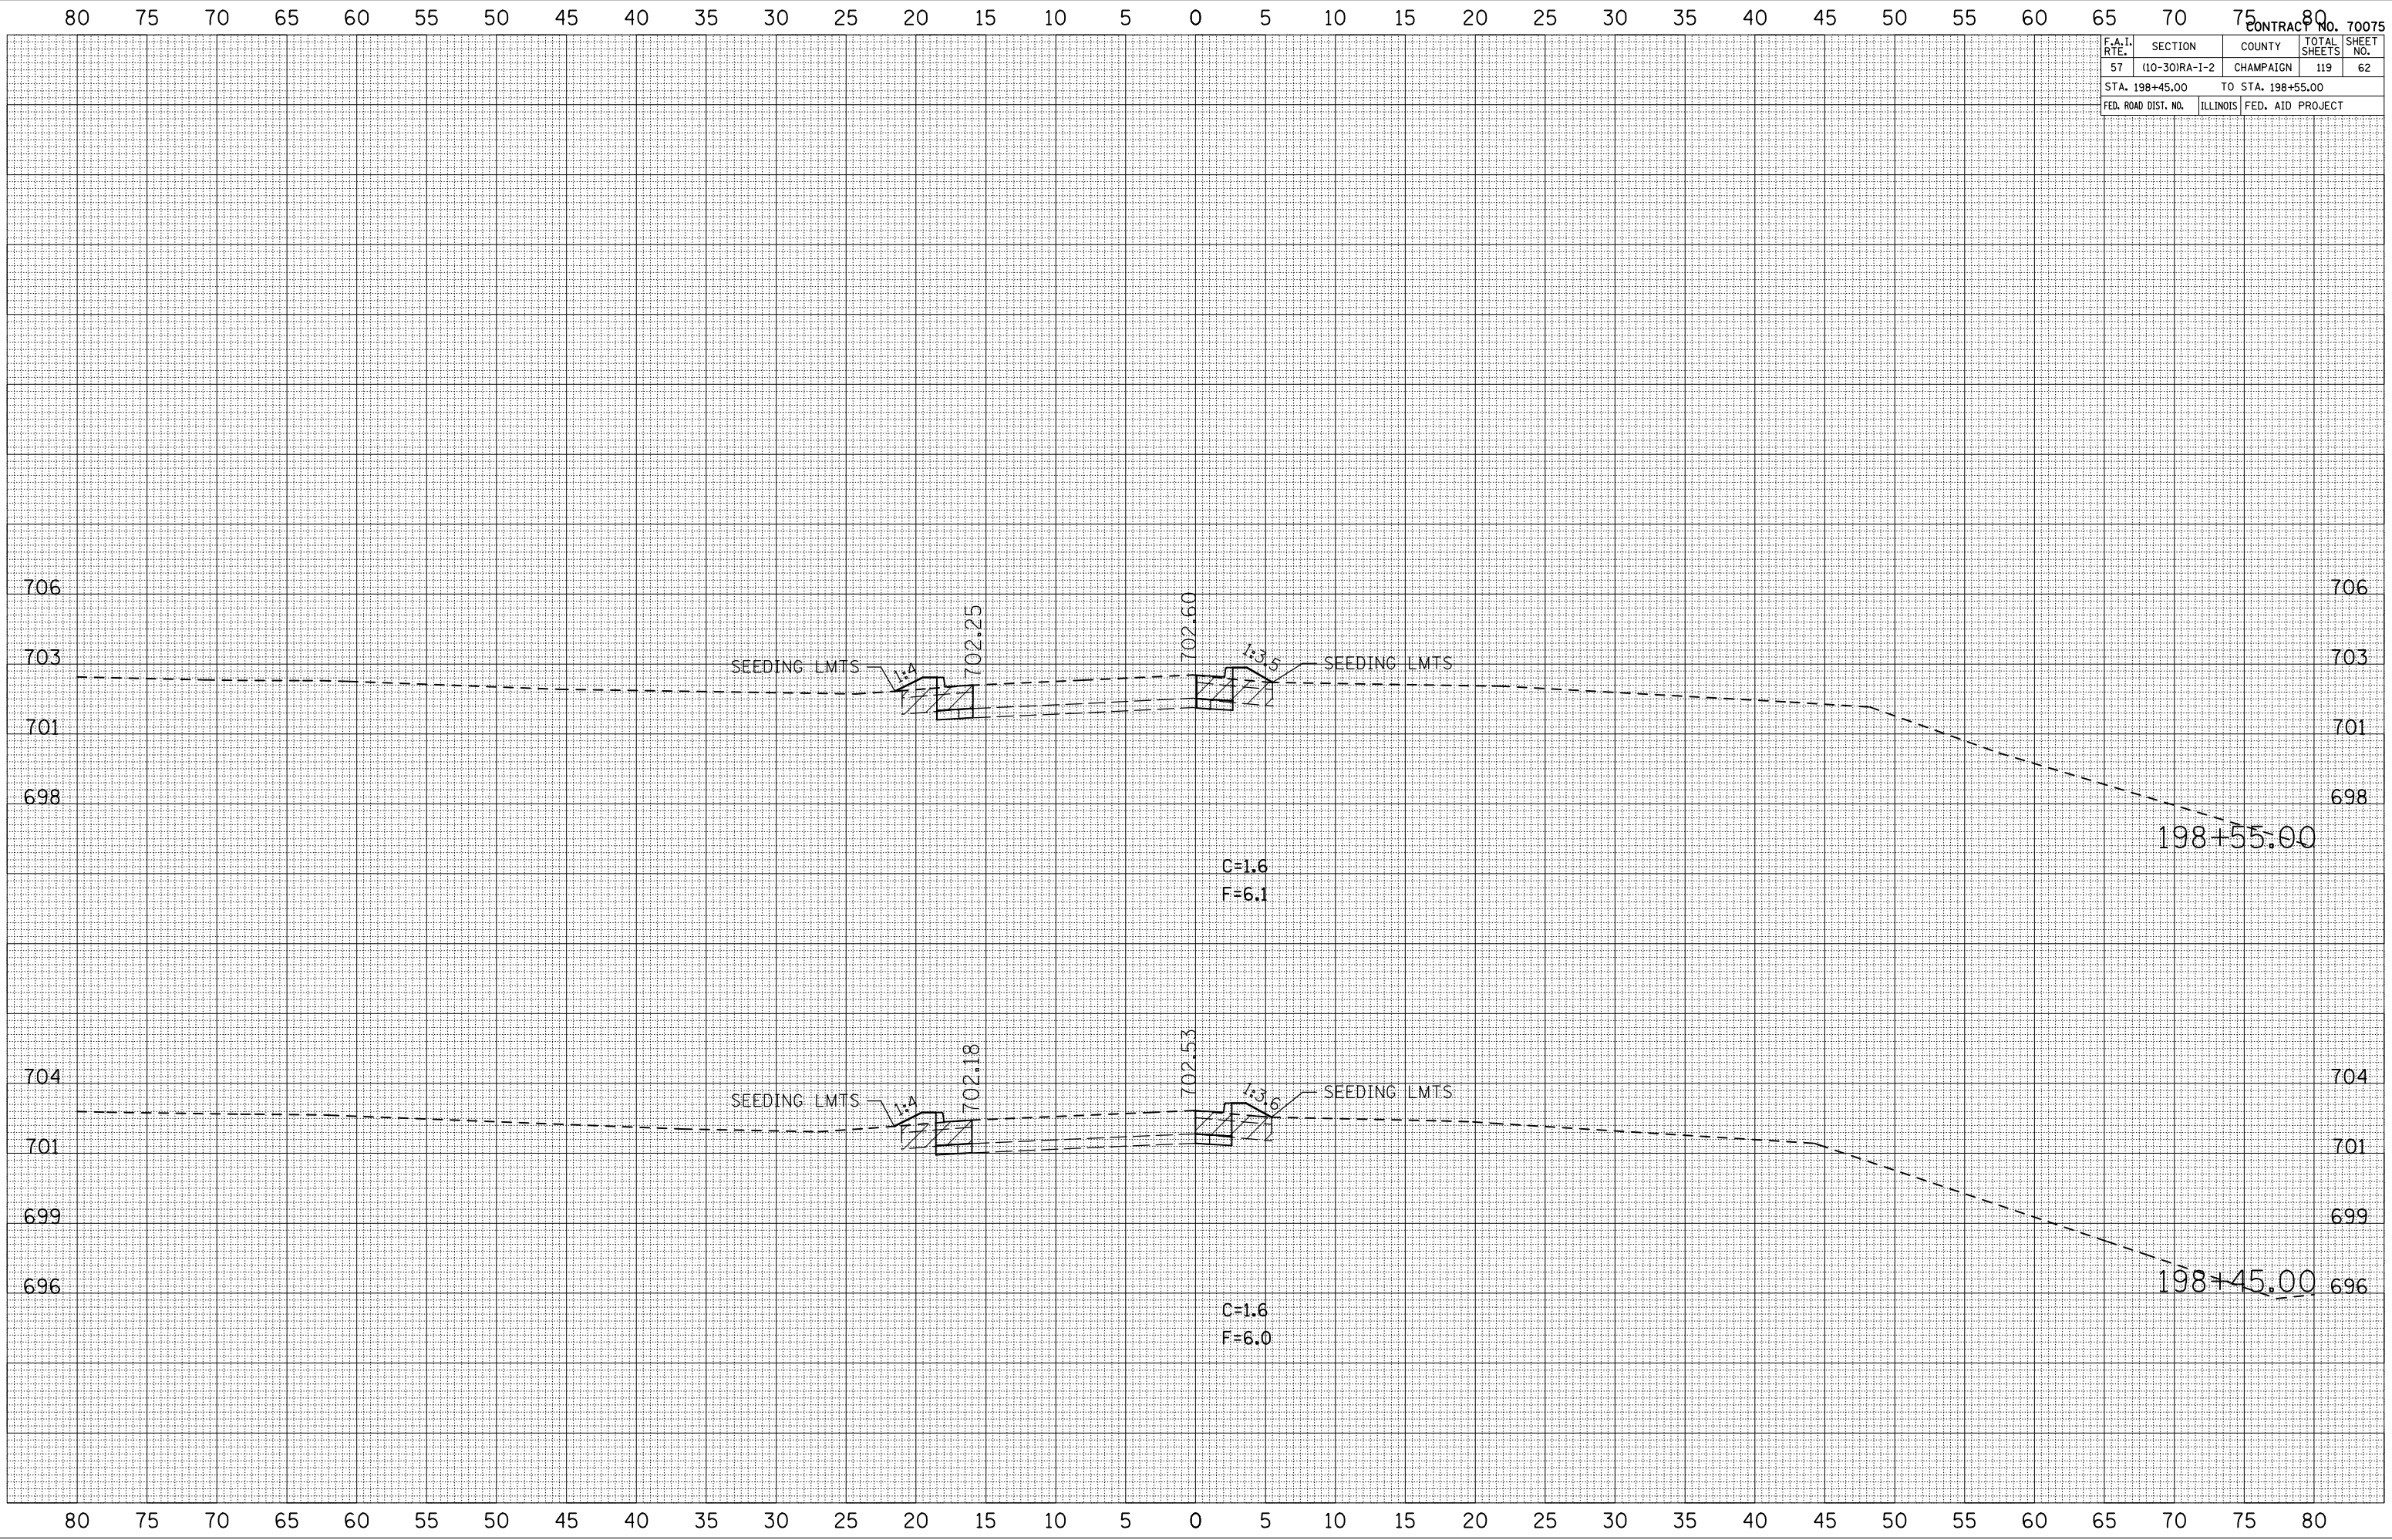 80 75 70 65 60 55 50 45 40 35 30 25 20 15 10 5 0 5 10 15 20 25 30 35 40 45 50 55 60 65 70 75 80
CONTRACT NO. 70075
F.A.I. RTE. SECTION COUNTY TOTAL SHEETS SHEET NO.
57 (10-30)RA-I-2 CHAMPAIGN 119 62
STA. 198+45.00 TO STA. 198+55.00
FED. ROAD DIST. NO. ILLINOIS FED. AID PROJECT
706 706
702.25 702.60
703 703
SEEDING LMTS 1:4 1:3.5 SEEDING LMTS
701 701
698 698
198+55.00
C=1.6
F=6.1
702.18 702.53
704 704
SEEDING LMTS 1:4 1:3.6 SEEDING LMTS
701 701
699 699
696 198+45.00 696
C=1.6
F=6.0
80 75 70 65 60 55 50 45 40 35 30 25 20 15 10 5 0 5 10 15 20 25 30 35 40 45 50 55 60 65 70 75 80